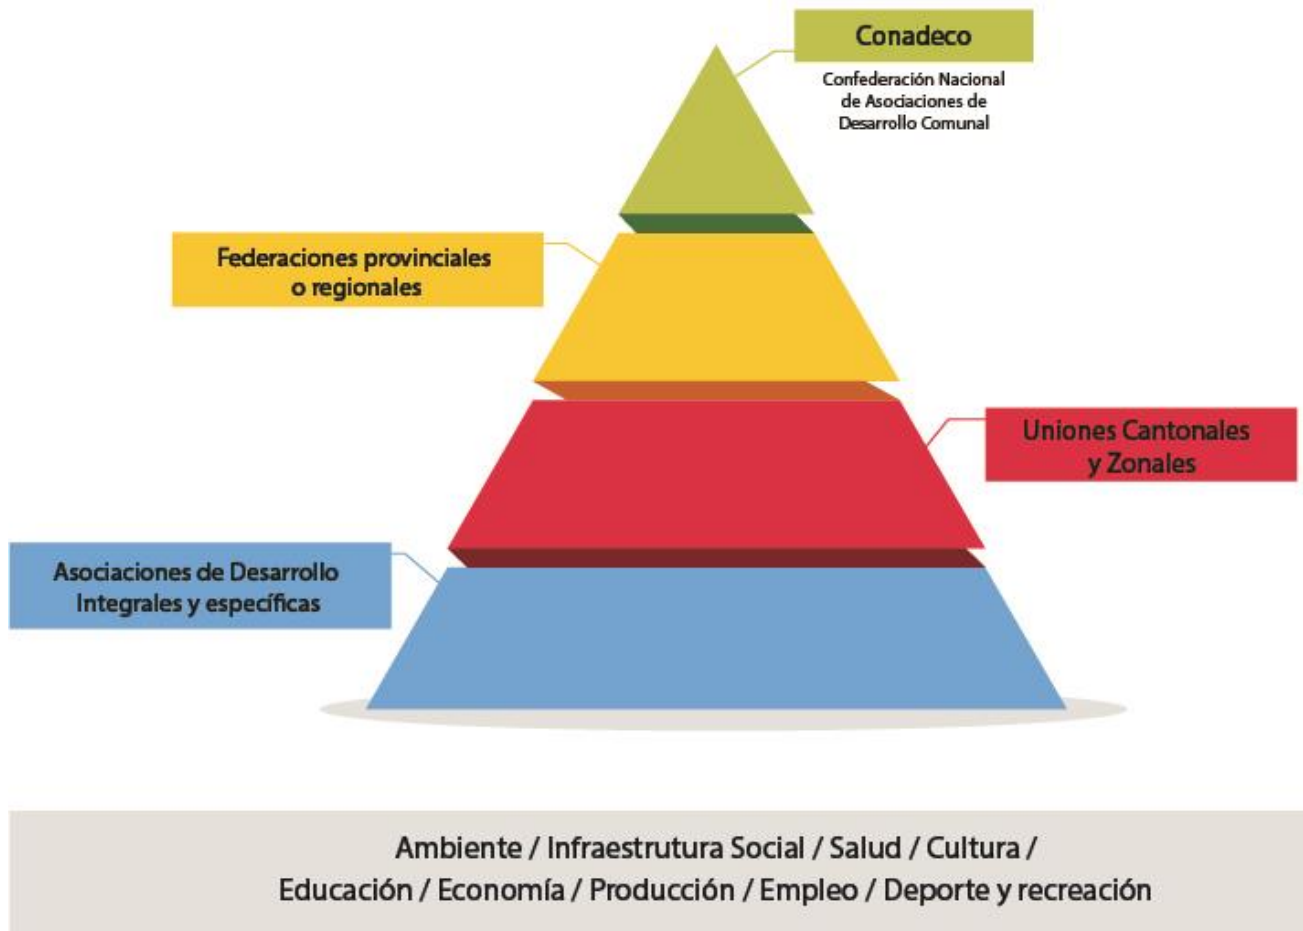 Conadeco
Confederación Nacional
de Asociaciones de
Desarrollo Comunal
Federaciones provinciales
o regionales
Uniones Cantonales
y Zonales
Asociaciones de Desarrollo
Integrales y específicas
Ambiente / Infraestrutura Social / Salud / Cultura /
Educación / Economía / Producción / Empleo / Deporte y recreación